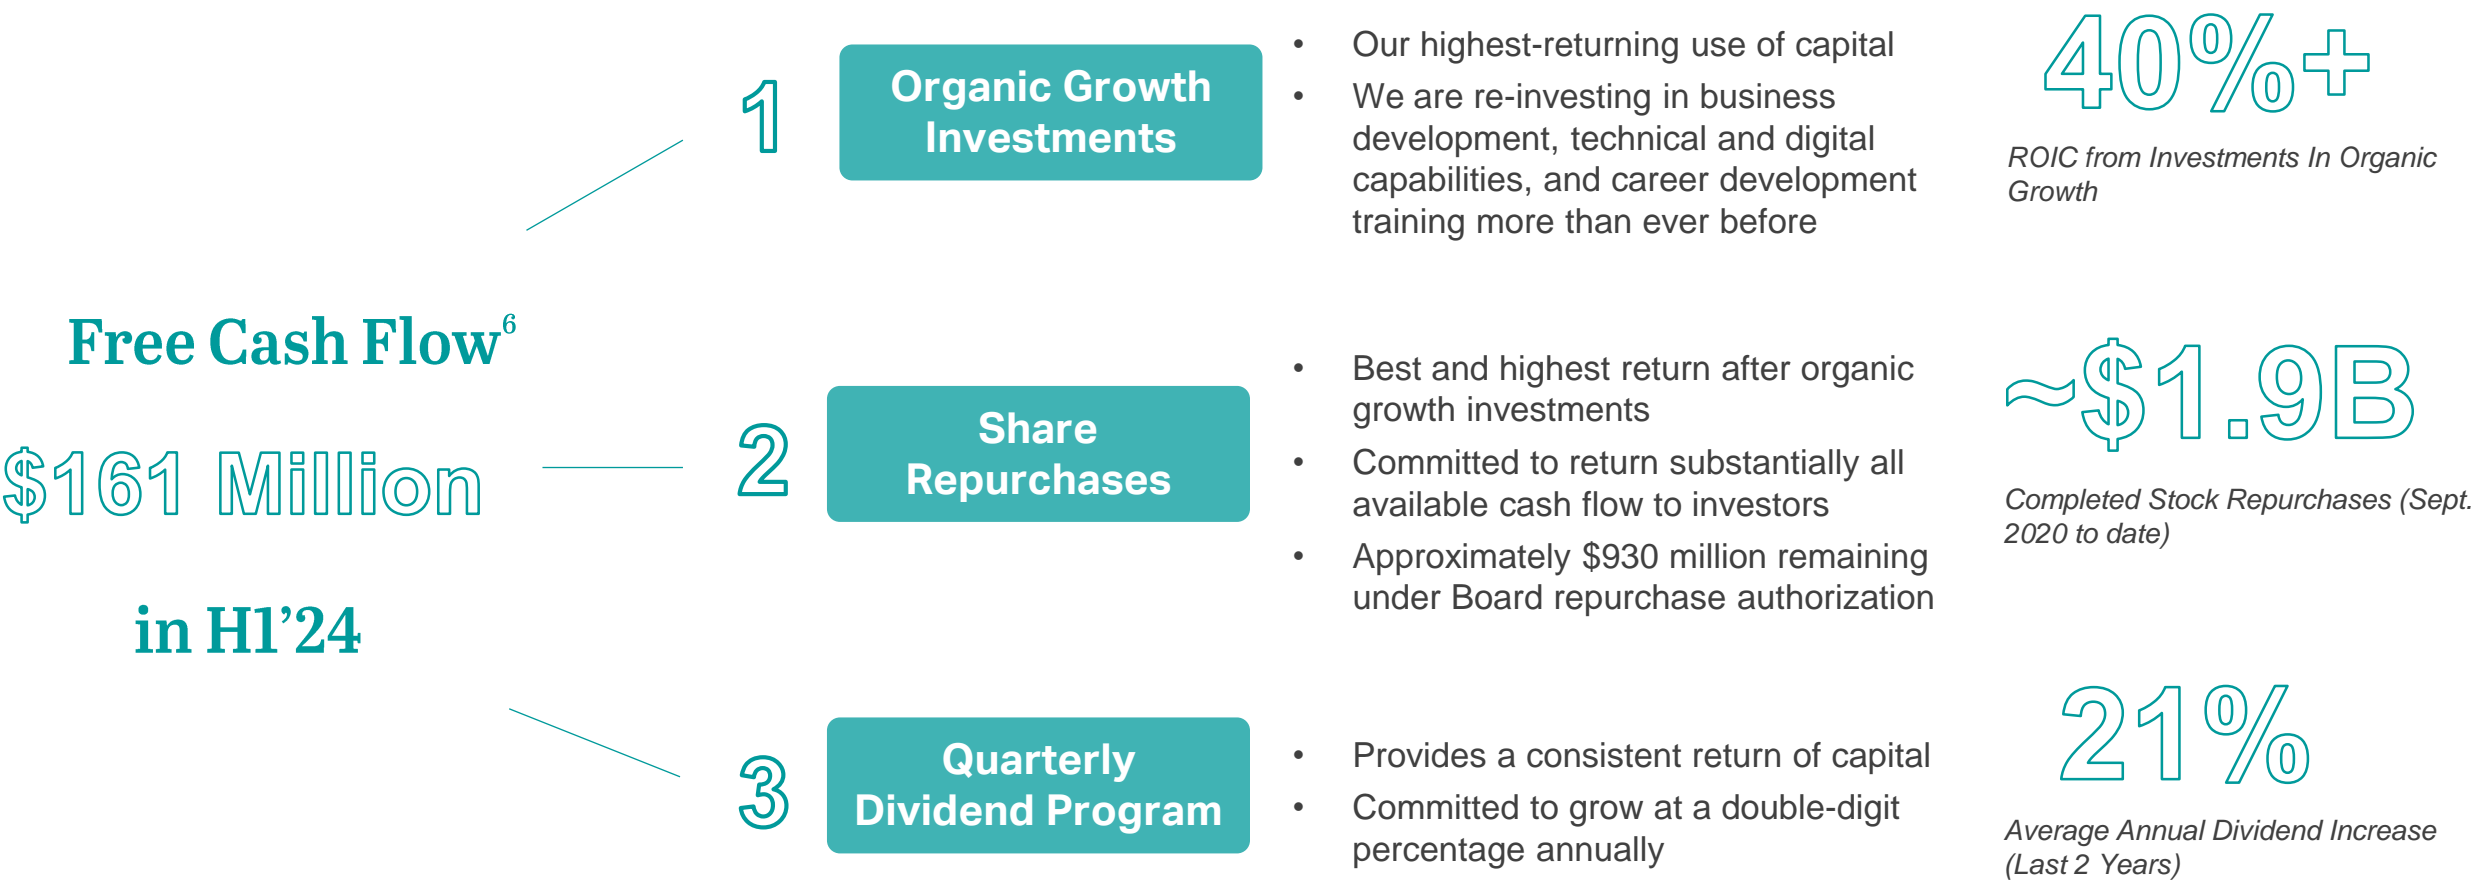 Free Cash Flow⁶
$161 Million
in H1’24
1
Organic Growth
Investments
• Our highest-returning use of capital
• We are re-investing in business
development, technical and digital
capabilities, and career development
training more than ever before
40%+
ROIC from Investments In Organic
Growth
2
Share
Repurchases
• Best and highest return after organic
growth investments
• Committed to return substantially all
available cash flow to investors
• Approximately $930 million remaining
under Board repurchase authorization
~$1.9B
Completed Stock Repurchases (Sept.
2020 to date)
3
Quarterly
Dividend Program
• Provides a consistent return of capital
• Committed to grow at a double-digit
percentage annually
21%
Average Annual Dividend Increase
(Last 2 Years)